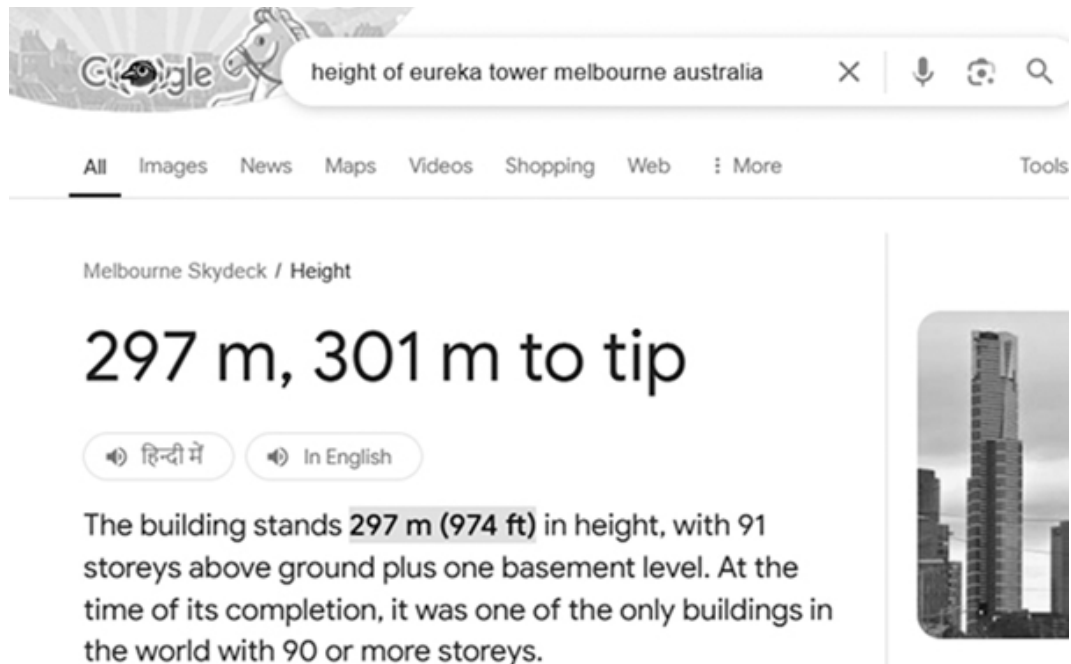 Google
height of eureka tower melbourne australia
All Images News Maps Videos Shopping Web More Tools
Melbourne Skydeck / Height
297 m, 301 m to tip
हिन्दी में In English
The building stands 297 m (974 ft) in height, with 91
storeys above ground plus one basement level. At the
time of its completion, it was one of the only buildings in
the world with 90 or more storeys.